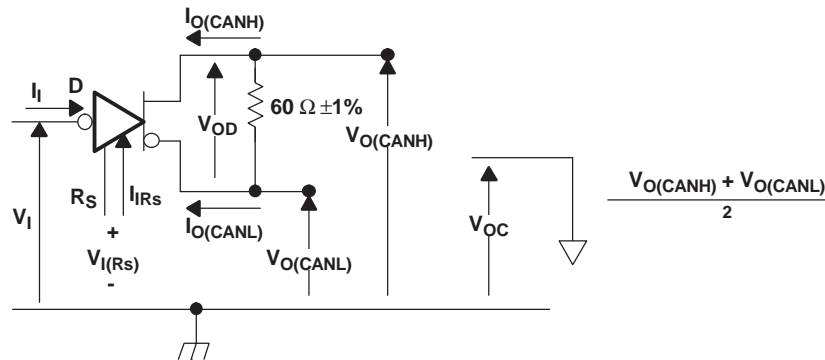 I_O(CANH)
I_I
D
V_OD
60 Ω ±1%
V_O(CANH)
R_S
I_IRs
I_O(CANL)
V_I
+
V_I(Rs)
-
V_O(CANL)
V_OC
V_O(CANH) + V_O(CANL)
2